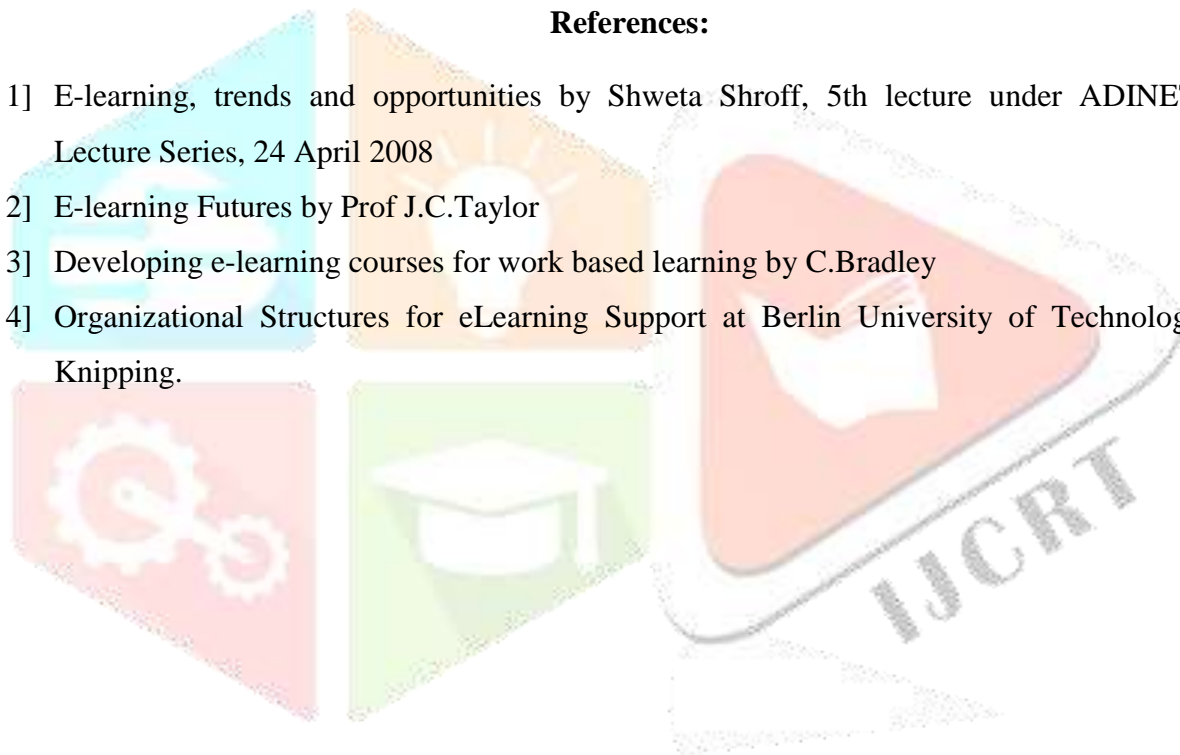 References:
1] E-learning, trends and opportunities by Shweta Shroff, 5th lecture under ADINET
Lecture Series, 24 April 2008
2] E-learning Futures by Prof J.C.Taylor
3] Developing e-learning courses for work based learning by C.Bradley
4] Organizational Structures for eLearning Support at Berlin University of Technolog
Knipping.
IJCRT